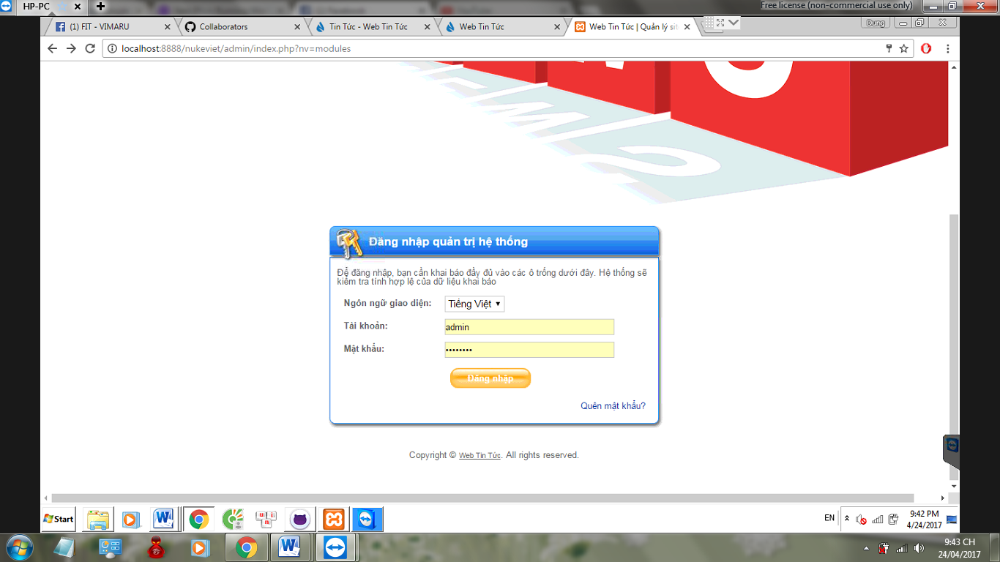 HP-PC
Free license (non-commercial use only)
(1) FIT - VIMARU
Collaborators
Tin Tức - Web Tin Tức
Web Tin Tức
Web Tin Tức | Quản lý sit
Dung
localhost:8888/nukeviet/admin/index.php?nv=modules
Đăng nhập quản trị hệ thống
Để đăng nhập, bạn cần khai báo đầy đủ vào các ô trống dưới đây. Hệ thống sẽ
kiểm tra tính hợp lệ của dữ liệu khai báo
Ngôn ngữ giao diện:
Tiếng Việt
Tài khoản:
admin
Mật khẩu:
••••••••
Đăng nhập
Quên mật khẩu?
Copyright © Web Tin Tức. All rights reserved.
Start
EN
9:42 PM
4/24/2017
9:43 CH
24/04/2017